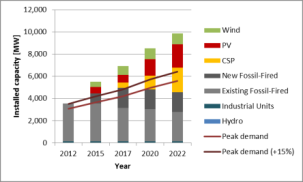 12,000
10,000
8,000
6,000
4,000
2,000
0
Installed capacity [MW]
2012 2015 2017 2020 2022
Year
Wind
PV
CSP
New Fossil-Fired
Existing Fossil-Fired
Industrial Units
Hydro
Peak demand
Peak demand (+15%)